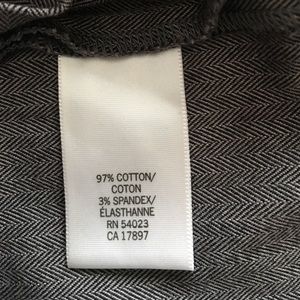 97% COTTON/
COTON
3% SPANDEX/
ÉLASTHANNE
RN 54023
CA 17897